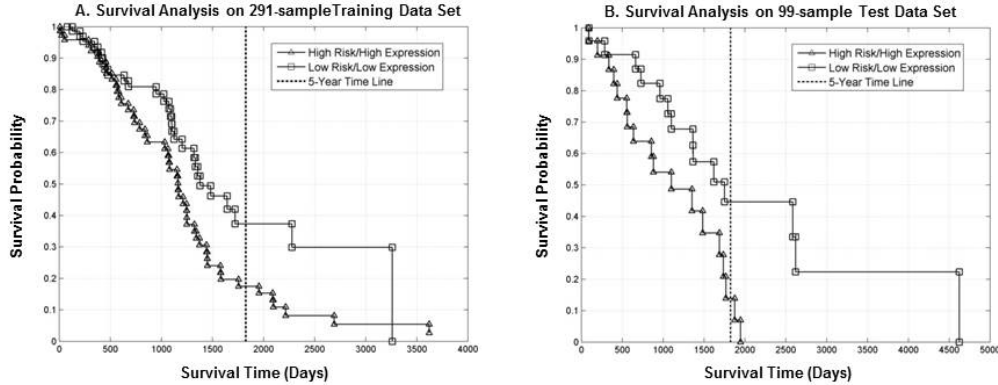 A. Survival Analysis on 291-sampleTraining Data Set
High Risk/High Expression
Low Risk/Low Expression
5-Year Time Line
Survival Probability
1
0.9
0.8
0.7
0.6
0.5
0.4
0.3
0.2
0.1
0
0 500 1000 1500 2000 2500 3000 3500 4000
Survival Time (Days)
B. Survival Analysis on 99-sample Test Data Set
High Risk/High Expression
Low Risk/Low Expression
5-Year Time Line
Survival Probability
1
0.9
0.8
0.7
0.6
0.5
0.4
0.3
0.2
0.1
0
0 500 1000 1500 2000 2500 3000 3500 4000 4500 5000
Survival Time (Days)